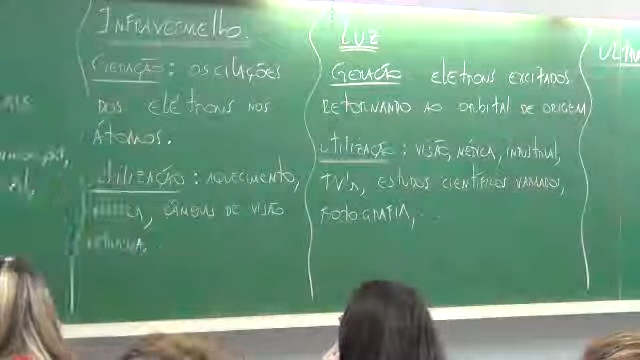 INFRAVERMELHO.
GERAÇÃO: OSCILAÇÕES
DOS ELÉTRONS NOS
ÁTOMOS.
UTILIZAÇÃO: AQUECIMENTO,
CÂMERAS DE VISÃO
LUZ
GERAÇÃO: ELÉTRONS EXCITADOS
RETORNANDO AO ORBITAL DE ORIGEM
UTILIZAÇÃO: VISÃO, MÉDICA, INDUSTRIAL,
TV's, ESTUDOS CIENTÍFICOS VARIADOS,
FOTOGRAFIA, ...
ULTRA